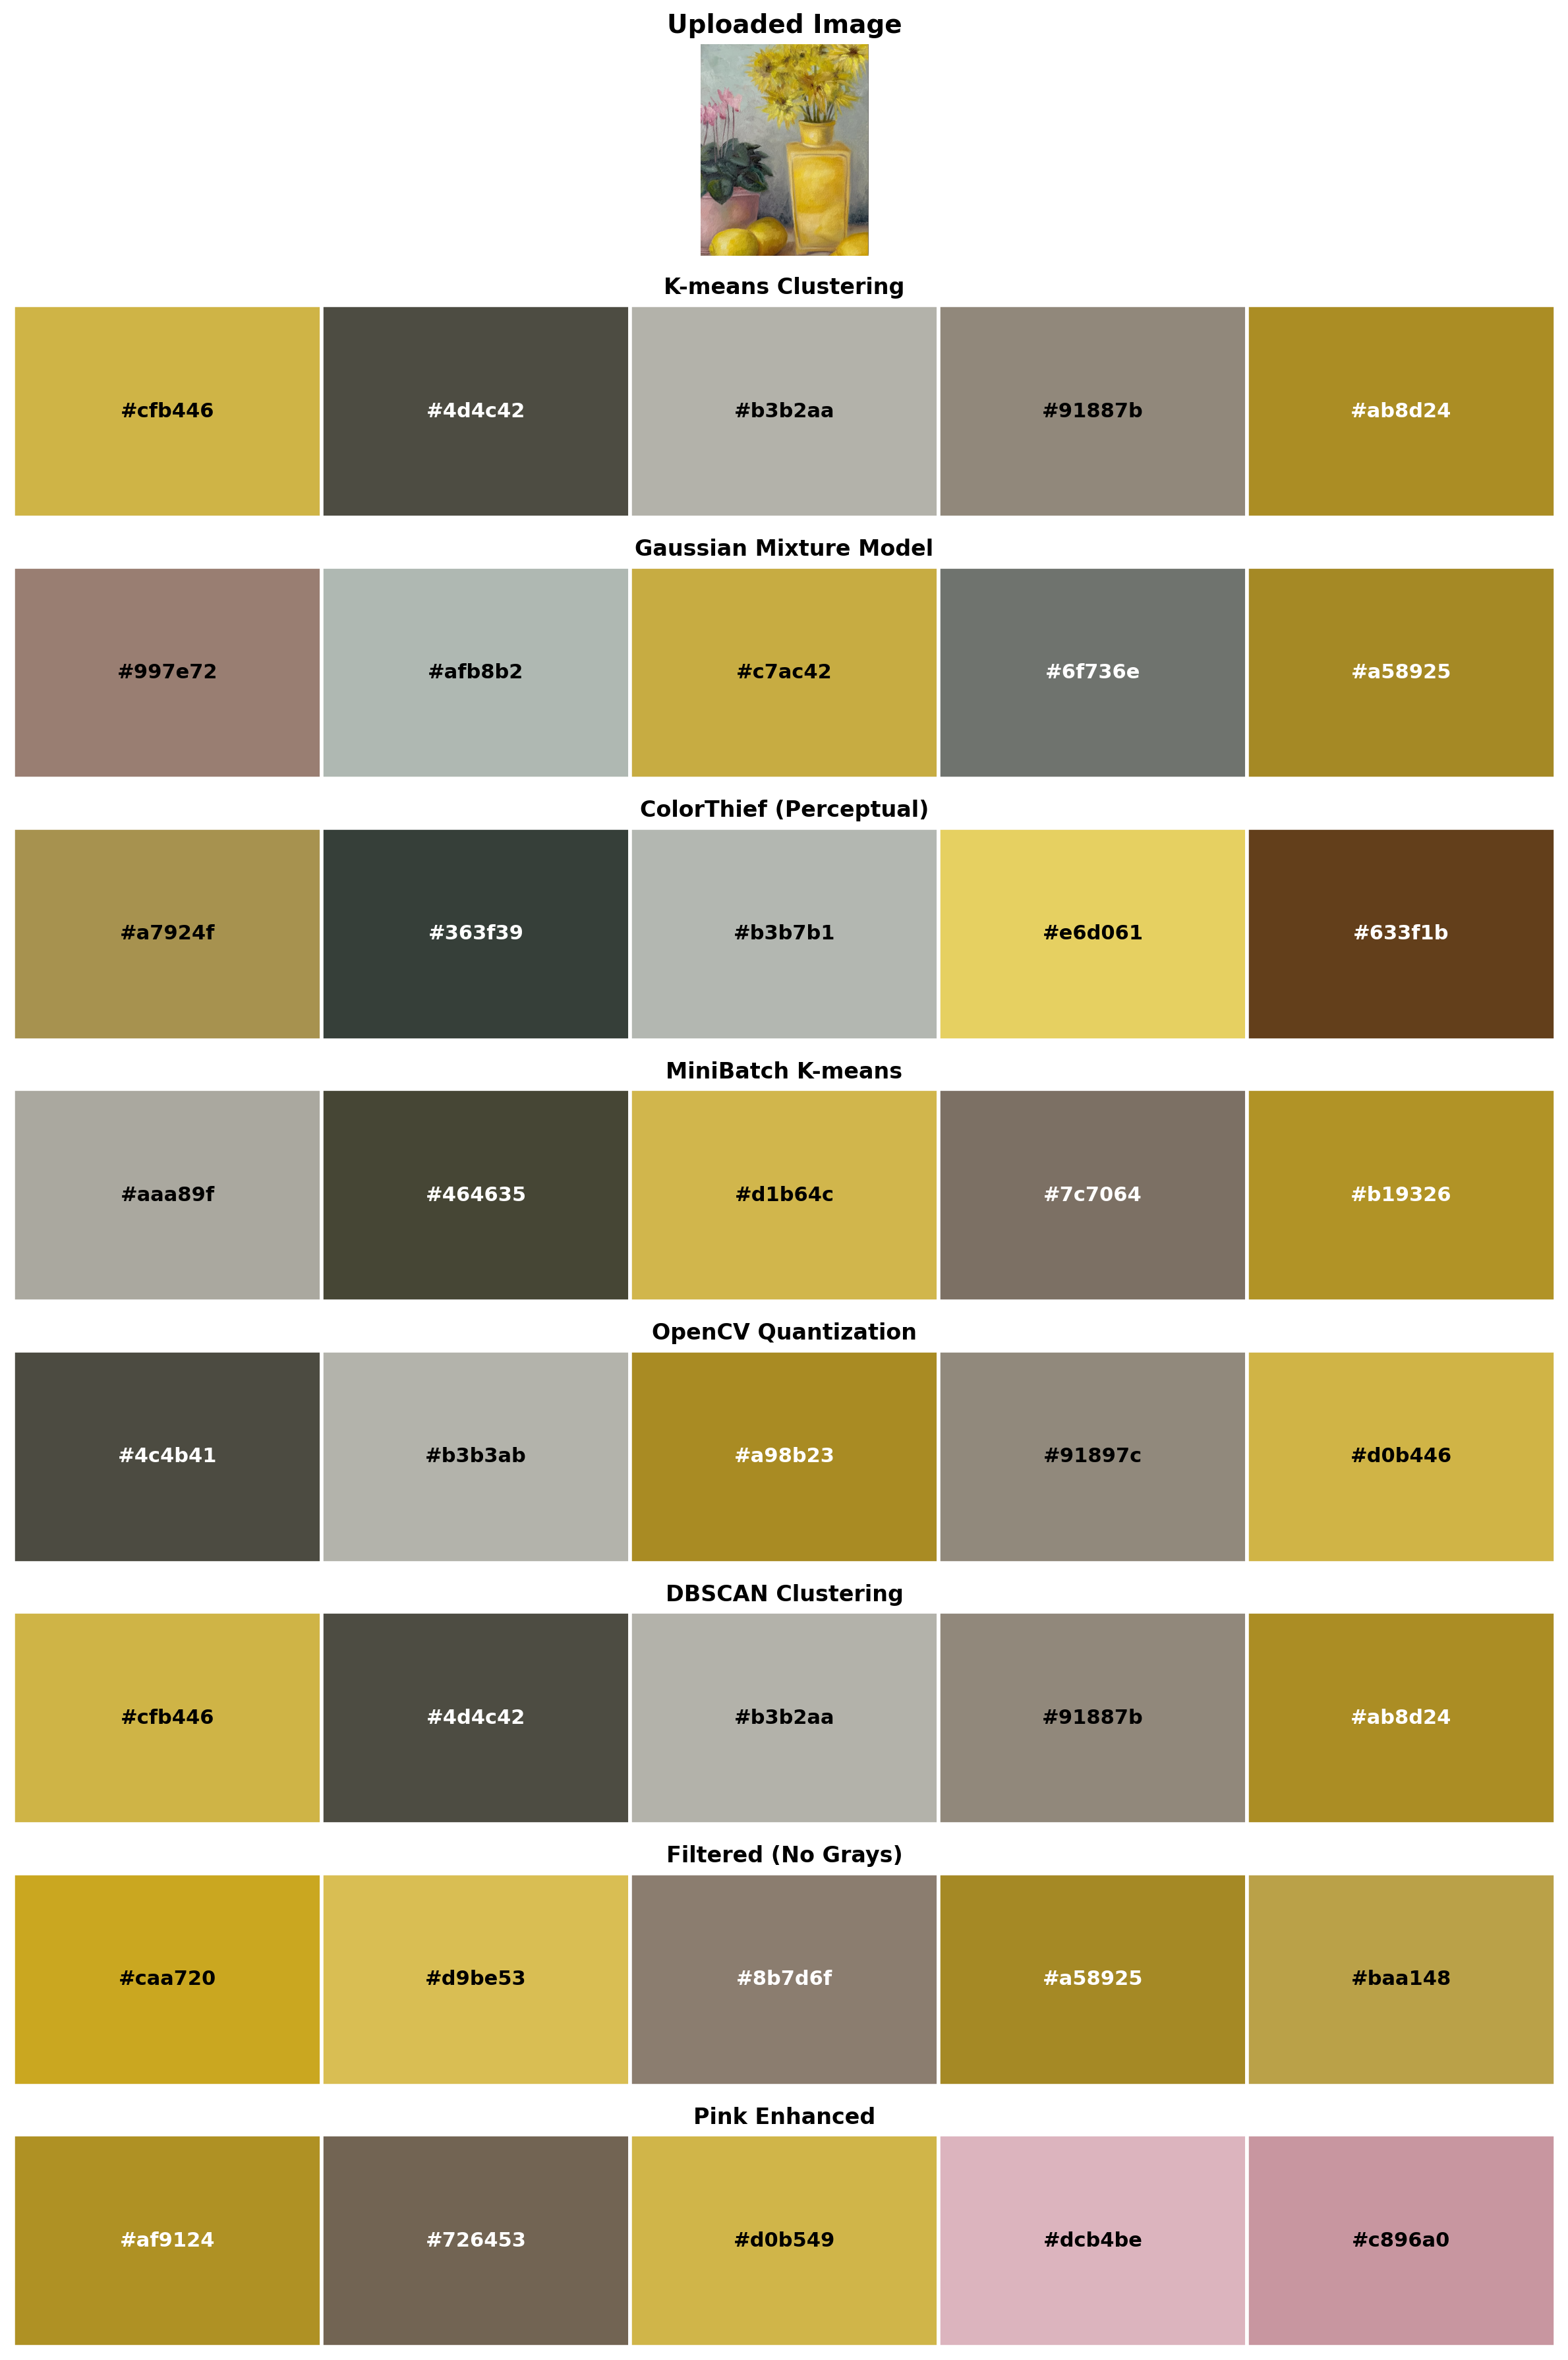 Uploaded Image
K-means Clustering
#cfb446 #4d4c42 #b3b2aa #91887b #ab8d24
Gaussian Mixture Model
#997e72 #afb8b2 #c7ac42 #6f736e #a58925
ColorThief (Perceptual)
#a7924f #363f39 #b3b7b1 #e6d061 #633f1b
MiniBatch K-means
#aaa89f #464635 #d1b64c #7c7064 #b19326
OpenCV Quantization
#4c4b41 #b3b3ab #a98b23 #91897c #d0b446
DBSCAN Clustering
#cfb446 #4d4c42 #b3b2aa #91887b #ab8d24
Filtered (No Grays)
#caa720 #d9be53 #8b7d6f #a58925 #baa148
Pink Enhanced
#af9124 #726453 #d0b549 #dcb4be #c896a0